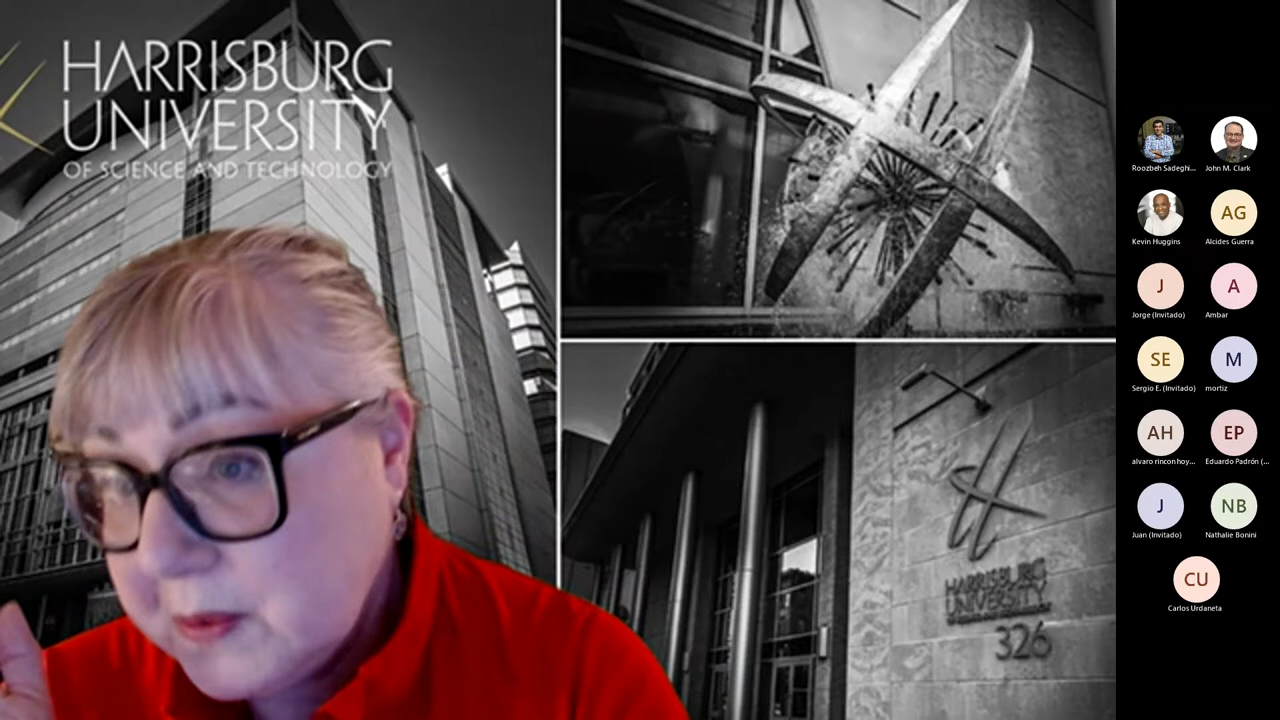 HARRISBURG
UNIVERSITY
OF SCIENCE AND TECHNOLOGY
HARRISBURG
UNIVERSITY
326
Roozbeh Sadeghi...
John M. Clark
Kevin Huggins
AG
Alcides Guerra
J
Jorge (Invitado)
A
Ambar
SE
Sergio E. (Invitado)
M
mortiz
AH
alvaro rincon hoy...
EP
Eduardo Padrón (...
J
Juan (Invitado)
NB
Nathalie Bonini
CU
Carlos Urdaneta